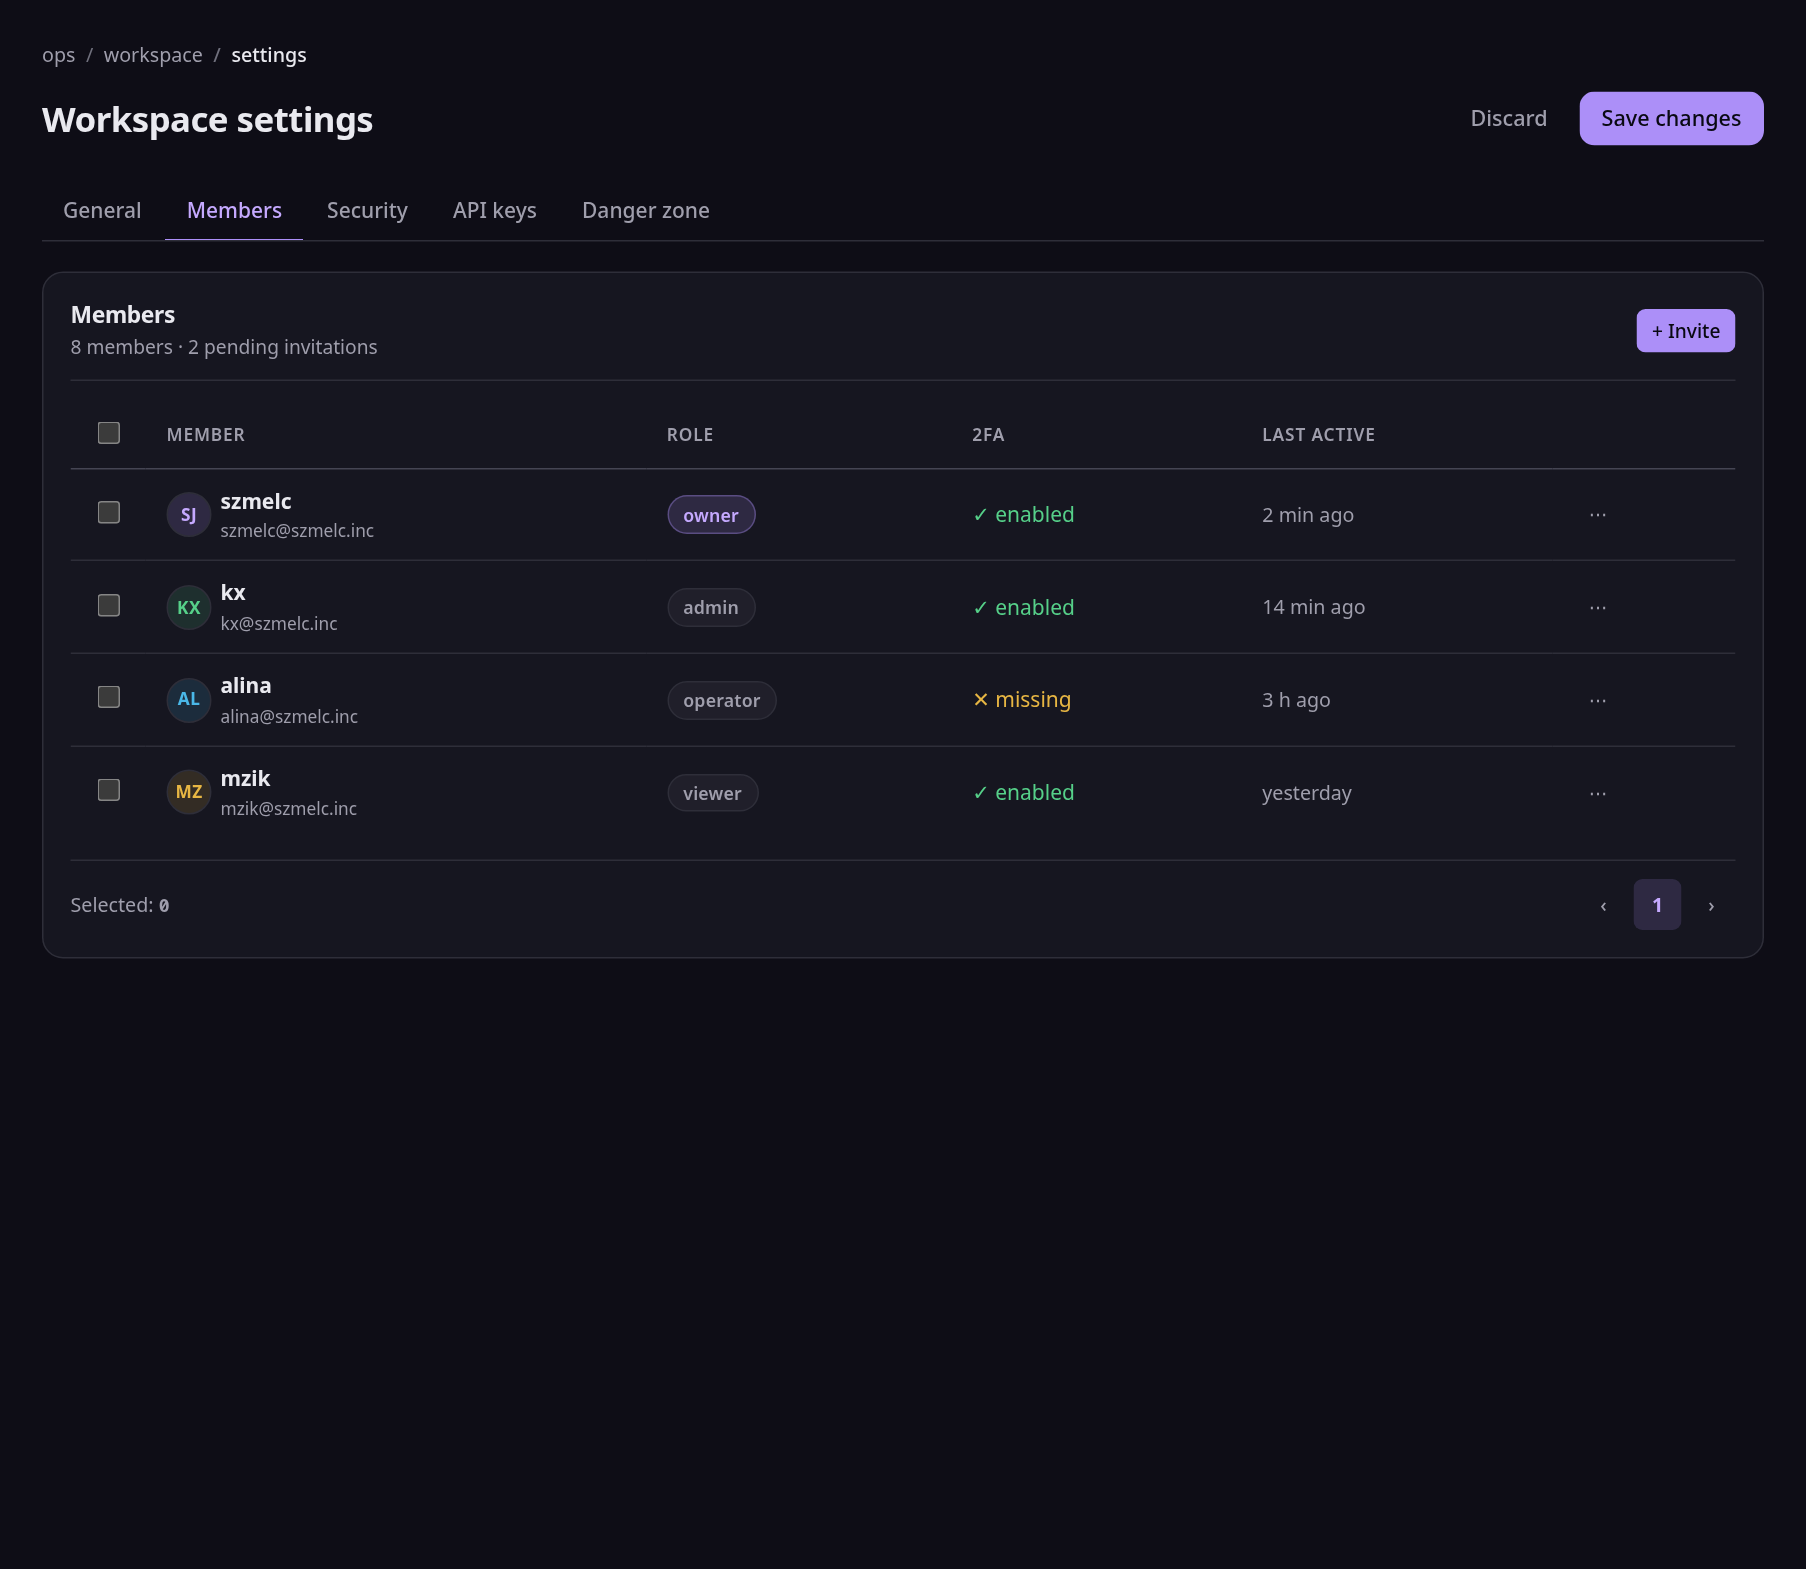 ops / workspace / settings
Workspace settings
Discard
Save changes
General Members Security API keys Danger zone
Members
8 members · 2 pending invitations
+ Invite
MEMBER ROLE 2FA LAST ACTIVE
SJ szmelc
szmelc@szmelc.inc
owner ✓ enabled 2 min ago ···
KX kx
kx@szmelc.inc
admin ✓ enabled 14 min ago ···
AL alina
alina@szmelc.inc
operator ✕ missing 3 h ago ···
MZ mzik
mzik@szmelc.inc
viewer ✓ enabled yesterday ···
Selected: 0
‹ 1 ›